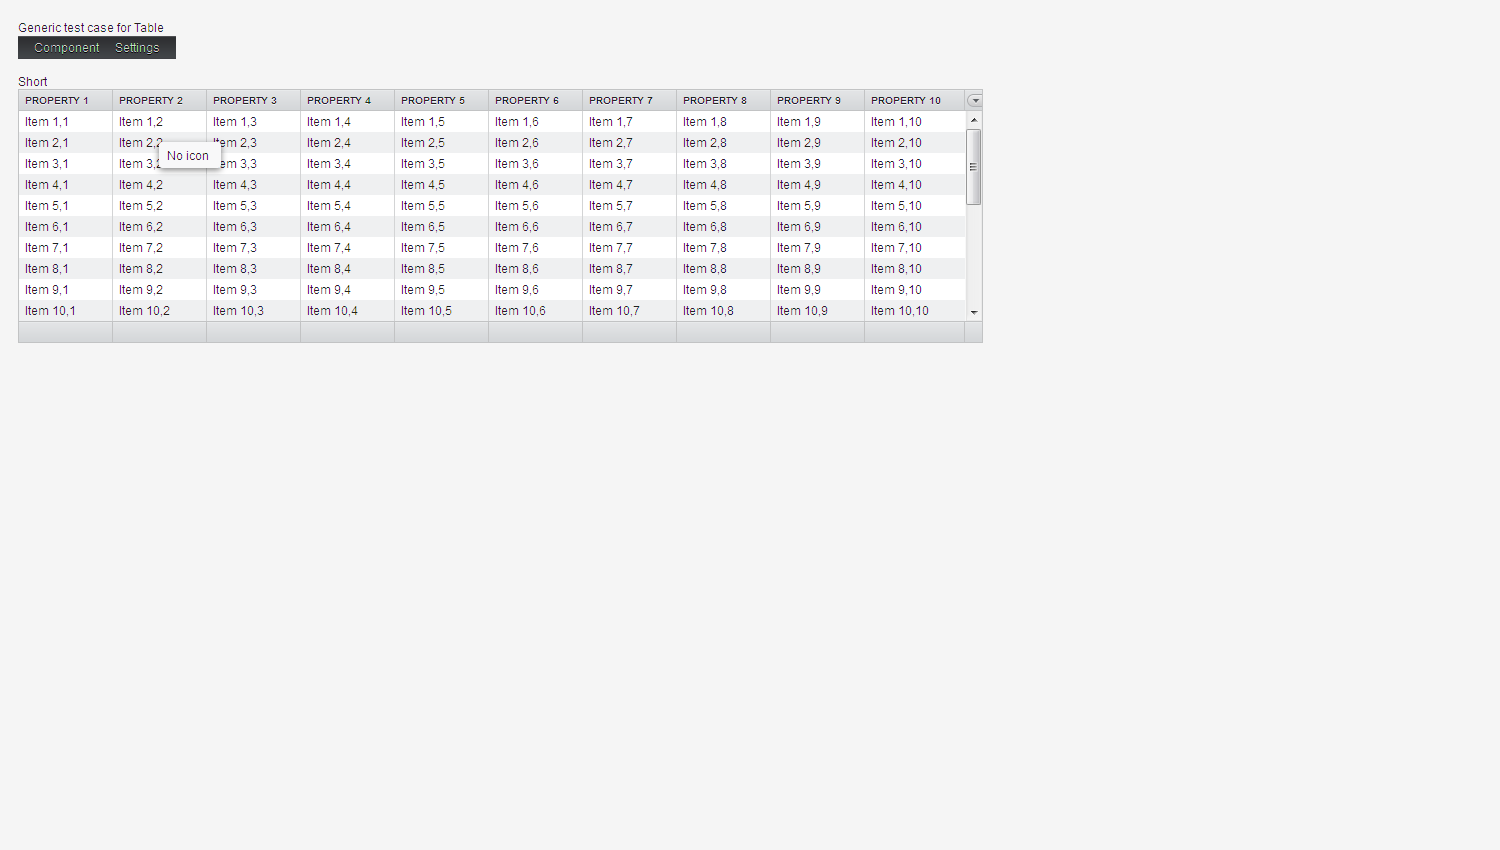 Generic test case for Table
Component Settings
Short
PROPERTY 1 PROPERTY 2 PROPERTY 3 PROPERTY 4 PROPERTY 5 PROPERTY 6 PROPERTY 7 PROPERTY 8 PROPERTY 9 PROPERTY 10
Item 1,1 Item 1,2 Item 1,3 Item 1,4 Item 1,5 Item 1,6 Item 1,7 Item 1,8 Item 1,9 Item 1,10
Item 2,1 Item 2,2 Item 2,3 Item 2,4 Item 2,5 Item 2,6 Item 2,7 Item 2,8 Item 2,9 Item 2,10
No icon
Item 3,1 Item 3,2 Item 3,3 Item 3,4 Item 3,5 Item 3,6 Item 3,7 Item 3,8 Item 3,9 Item 3,10
Item 4,1 Item 4,2 Item 4,3 Item 4,4 Item 4,5 Item 4,6 Item 4,7 Item 4,8 Item 4,9 Item 4,10
Item 5,1 Item 5,2 Item 5,3 Item 5,4 Item 5,5 Item 5,6 Item 5,7 Item 5,8 Item 5,9 Item 5,10
Item 6,1 Item 6,2 Item 6,3 Item 6,4 Item 6,5 Item 6,6 Item 6,7 Item 6,8 Item 6,9 Item 6,10
Item 7,1 Item 7,2 Item 7,3 Item 7,4 Item 7,5 Item 7,6 Item 7,7 Item 7,8 Item 7,9 Item 7,10
Item 8,1 Item 8,2 Item 8,3 Item 8,4 Item 8,5 Item 8,6 Item 8,7 Item 8,8 Item 8,9 Item 8,10
Item 9,1 Item 9,2 Item 9,3 Item 9,4 Item 9,5 Item 9,6 Item 9,7 Item 9,8 Item 9,9 Item 9,10
Item 10,1 Item 10,2 Item 10,3 Item 10,4 Item 10,5 Item 10,6 Item 10,7 Item 10,8 Item 10,9 Item 10,10